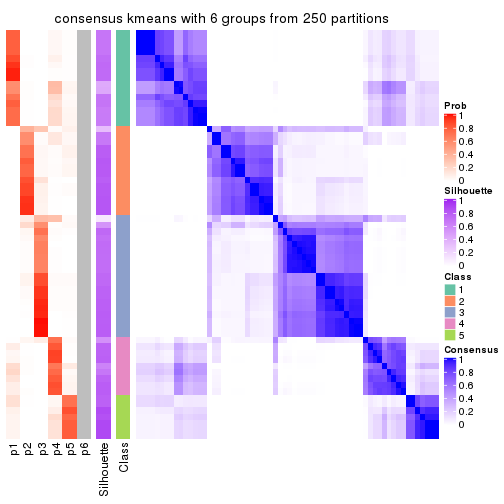 consensus kmeans with 6 groups from 250 partitions
Prob
1
0.8
0.6
0.4
0.2
0
Silhouette
1
0.8
0.6
0.4
0.2
0
Class
1
2
3
4
5
Consensus
1
0.8
0.6
0.4
0.2
0
p1
p2
p3
p4
p5
p6
Silhouette
Class